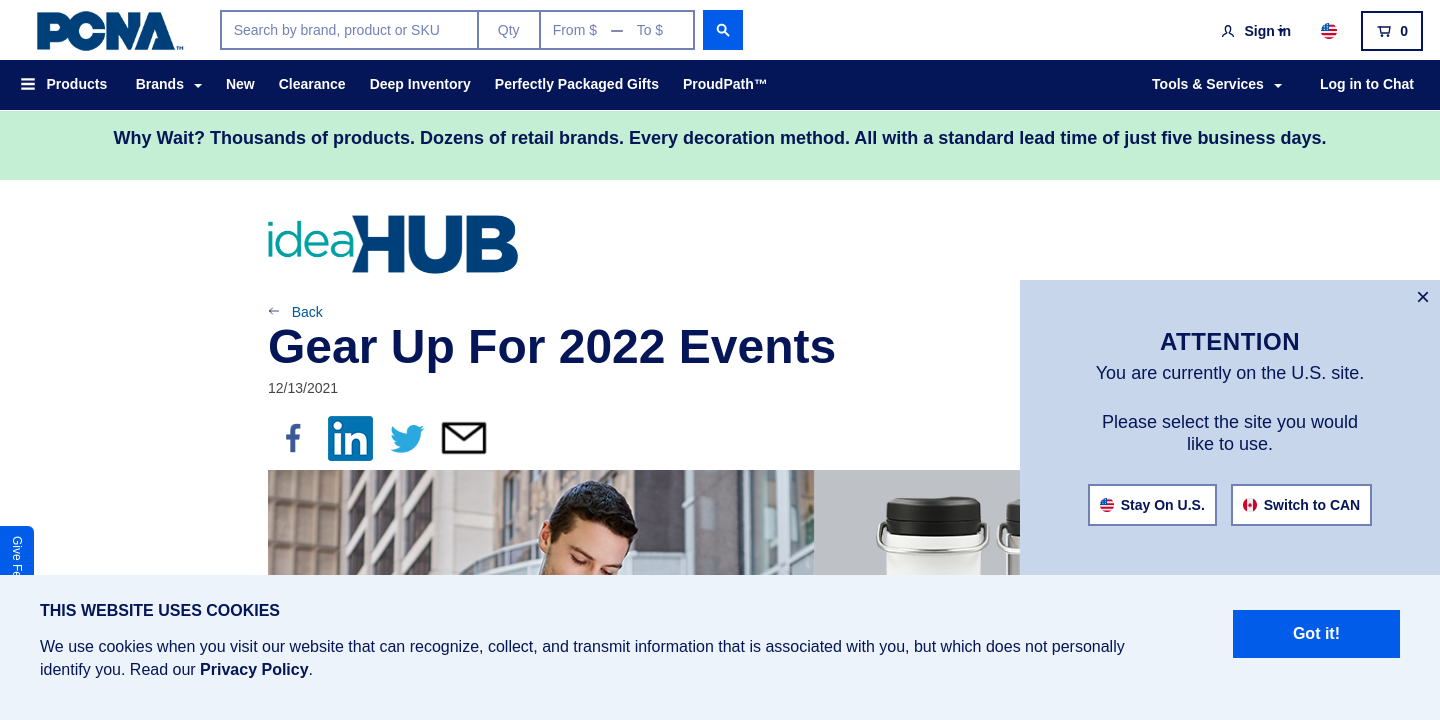 PCNA™
Search by brand, product or SKU
Qty
From $ — To $
Sign in
0
Products
Brands
New
Clearance
Deep Inventory
Perfectly Packaged Gifts
ProudPath™
Tools & Services
Log in to Chat
Why Wait? Thousands of products. Dozens of retail brands. Every decoration method. All with a standard lead time of just five business days.
ideaHUB
Back
Gear Up For 2022 Events
12/13/2021
f
in
×
ATTENTION
You are currently on the U.S. site.
Please select the site you would
like to use.
Stay On U.S.
Switch to CAN
Give Fe
THIS WEBSITE USES COOKIES
We use cookies when you visit our website that can recognize, collect, and transmit information that is associated with you, but which does not personally
identify you. Read our Privacy Policy.
Got it!